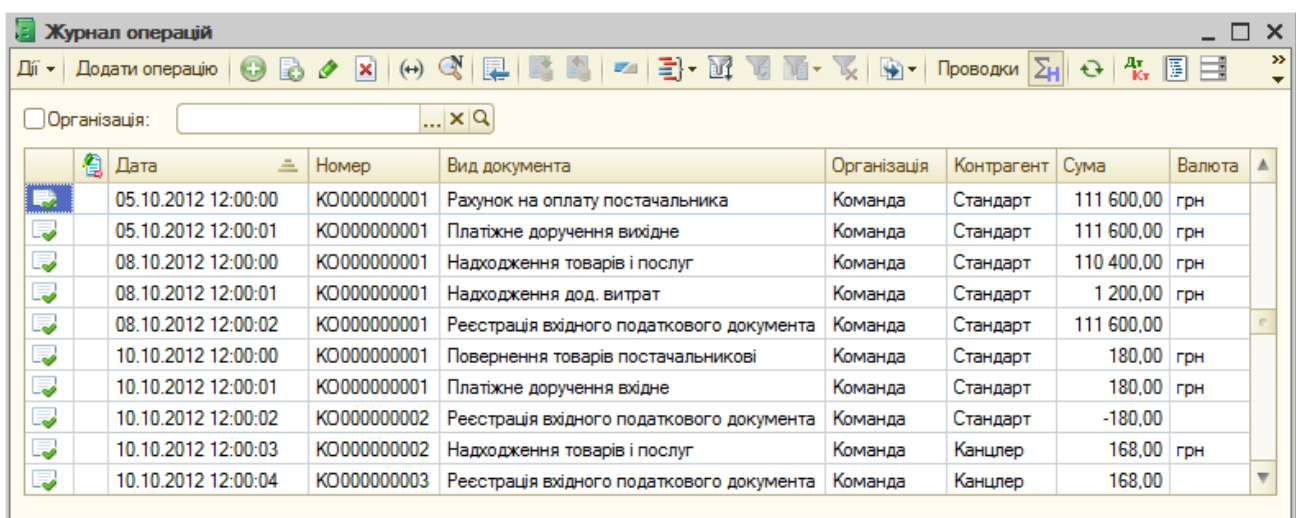 Журнал операцій
Дії Додати операцію Проводки ΣН Дт Кт
Організація: ...
Дата Номер Вид документа Організація Контрагент Сума Валюта
05.10.2012 12:00:00 КО000000001 Рахунок на оплату постачальника Команда Стандарт 111 600,00 грн
05.10.2012 12:00:01 КО000000001 Платіжне доручення вихідне Команда Стандарт 111 600,00 грн
08.10.2012 12:00:00 КО000000001 Надходження товарів і послуг Команда Стандарт 110 400,00 грн
08.10.2012 12:00:01 КО000000001 Надходження дод. витрат Команда Стандарт 1 200,00 грн
08.10.2012 12:00:02 КО000000001 Реєстрація вхідного податкового документа Команда Стандарт 111 600,00
10.10.2012 12:00:00 КО000000001 Повернення товарів постачальникові Команда Стандарт 180,00 грн
10.10.2012 12:00:01 КО000000001 Платіжне доручення вхідне Команда Стандарт 180,00 грн
10.10.2012 12:00:02 КО000000002 Реєстрація вхідного податкового документа Команда Стандарт -180,00
10.10.2012 12:00:03 КО000000002 Надходження товарів і послуг Команда Канцлер 168,00 грн
10.10.2012 12:00:04 КО000000003 Реєстрація вхідного податкового документа Команда Канцлер 168,00